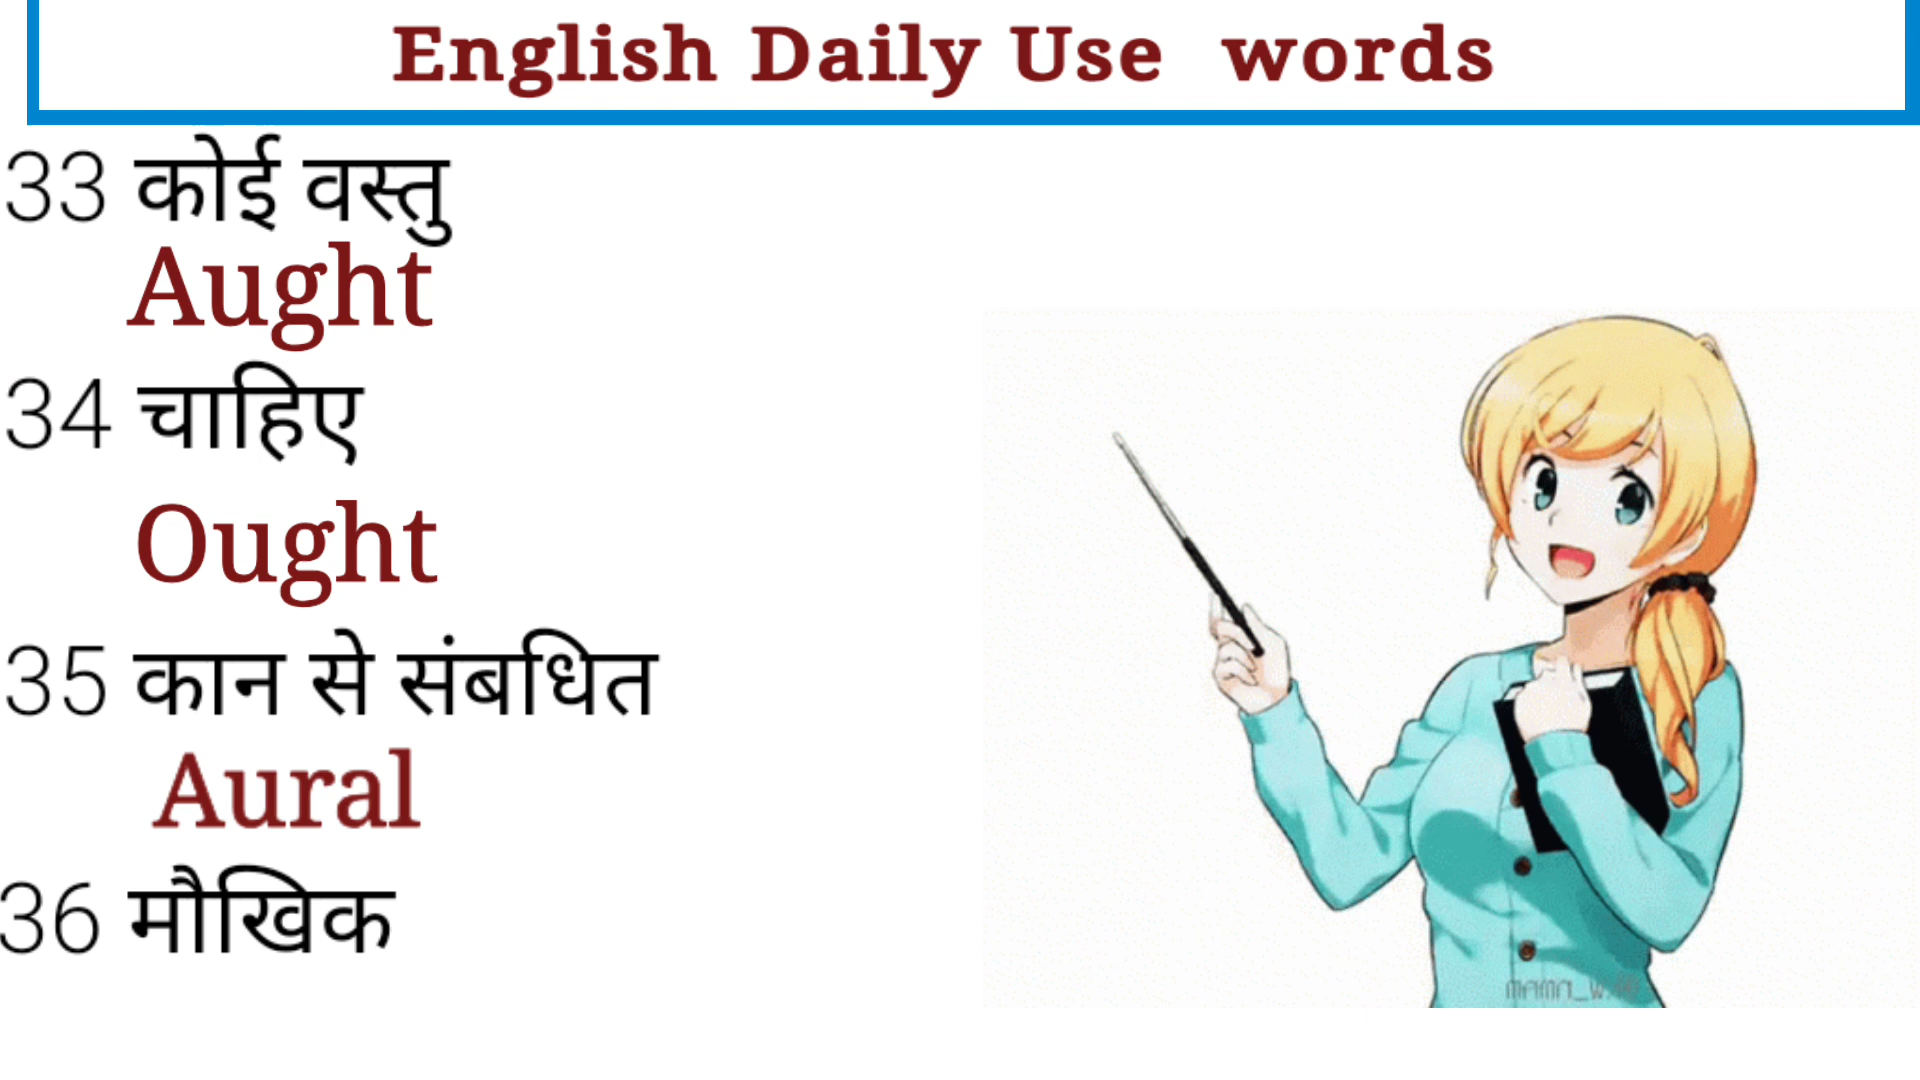 English Daily Use words
33 कोई वस्तु
Aught
34 चाहिए
Ought
35 कान से संबधित
Aural
36 मौखिक